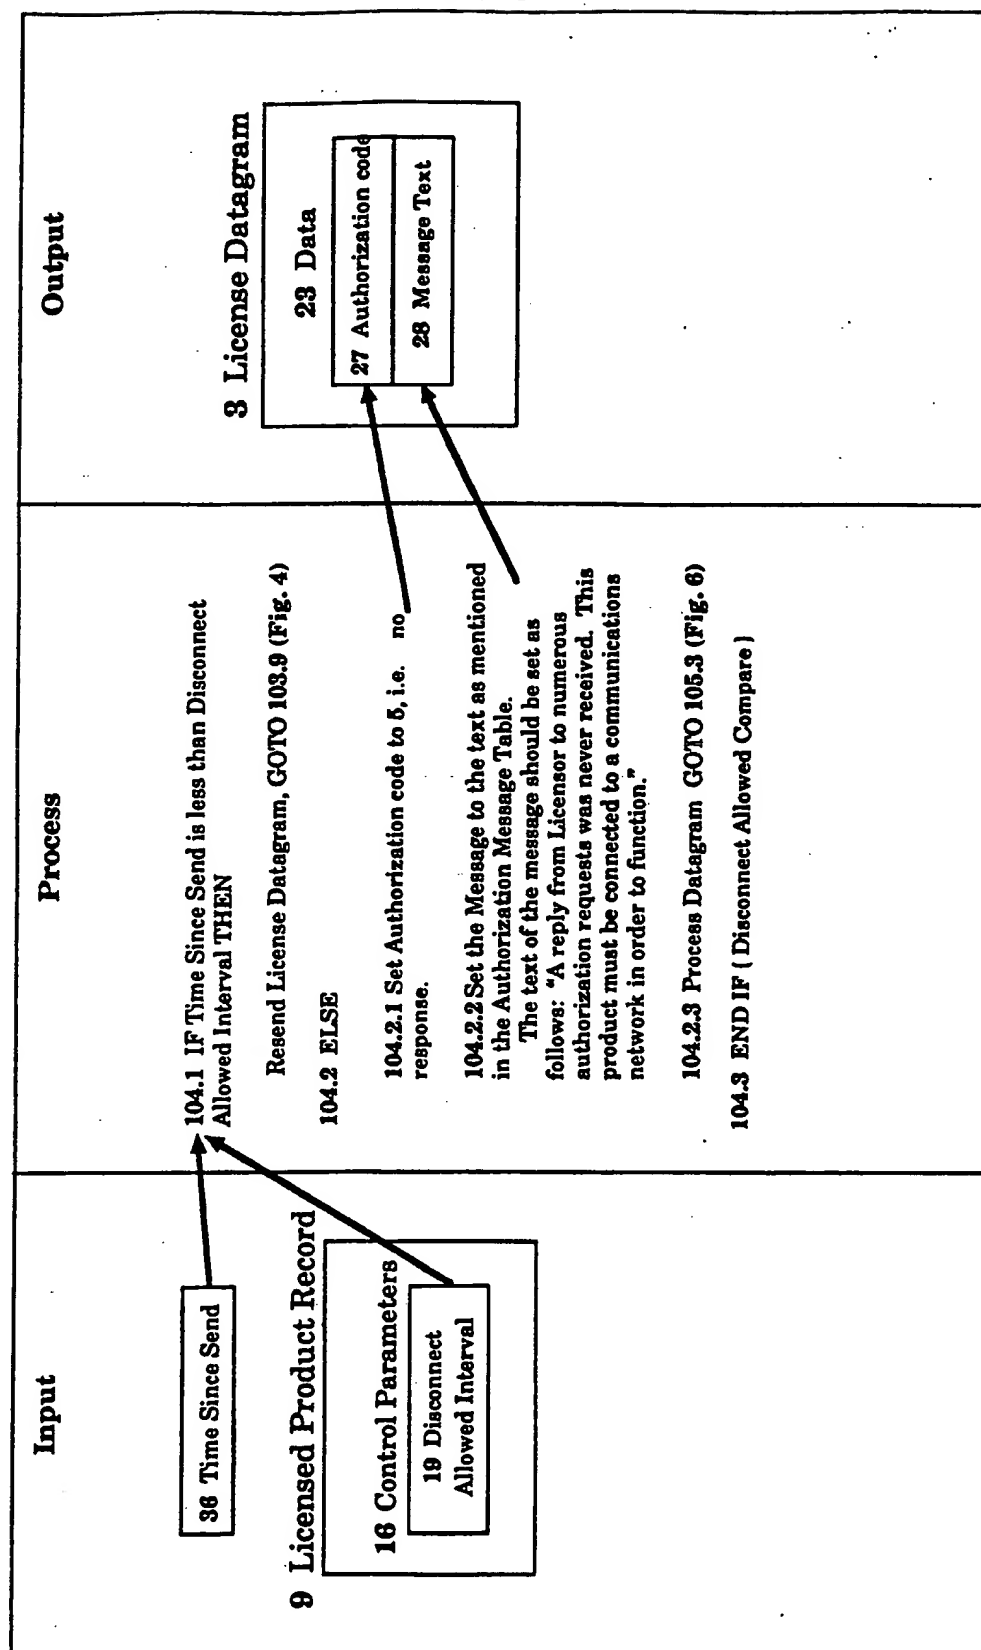 Input
36 Time Since Send
9 Licensed Product Record
16 Control Parameters
19 Disconnect
Allowed Interval
Process
104.1 IF Time Since Send is less than Disconnect
Allowed Interval THEN
Resend License Datagram, GOTO 103.9 (Fig. 4)
104.2 ELSE
104.2.1 Set Authorization code to 5, i.e. no
response.
104.2.2 Set the Message to the text as mentioned
in the Authorization Message Table.
The text of the message should be set as
follows: "A reply from Licensor to numerous
authorization requests was never received. This
product must be connected to a communications
network in order to function."
104.2.3 Process Datagram GOTO 105.3 (Fig. 6)
104.3 END IF ( Disconnect Allowed Compare )
Output
3 License Datagram
23 Data
27 Authorization code
28 Message Text